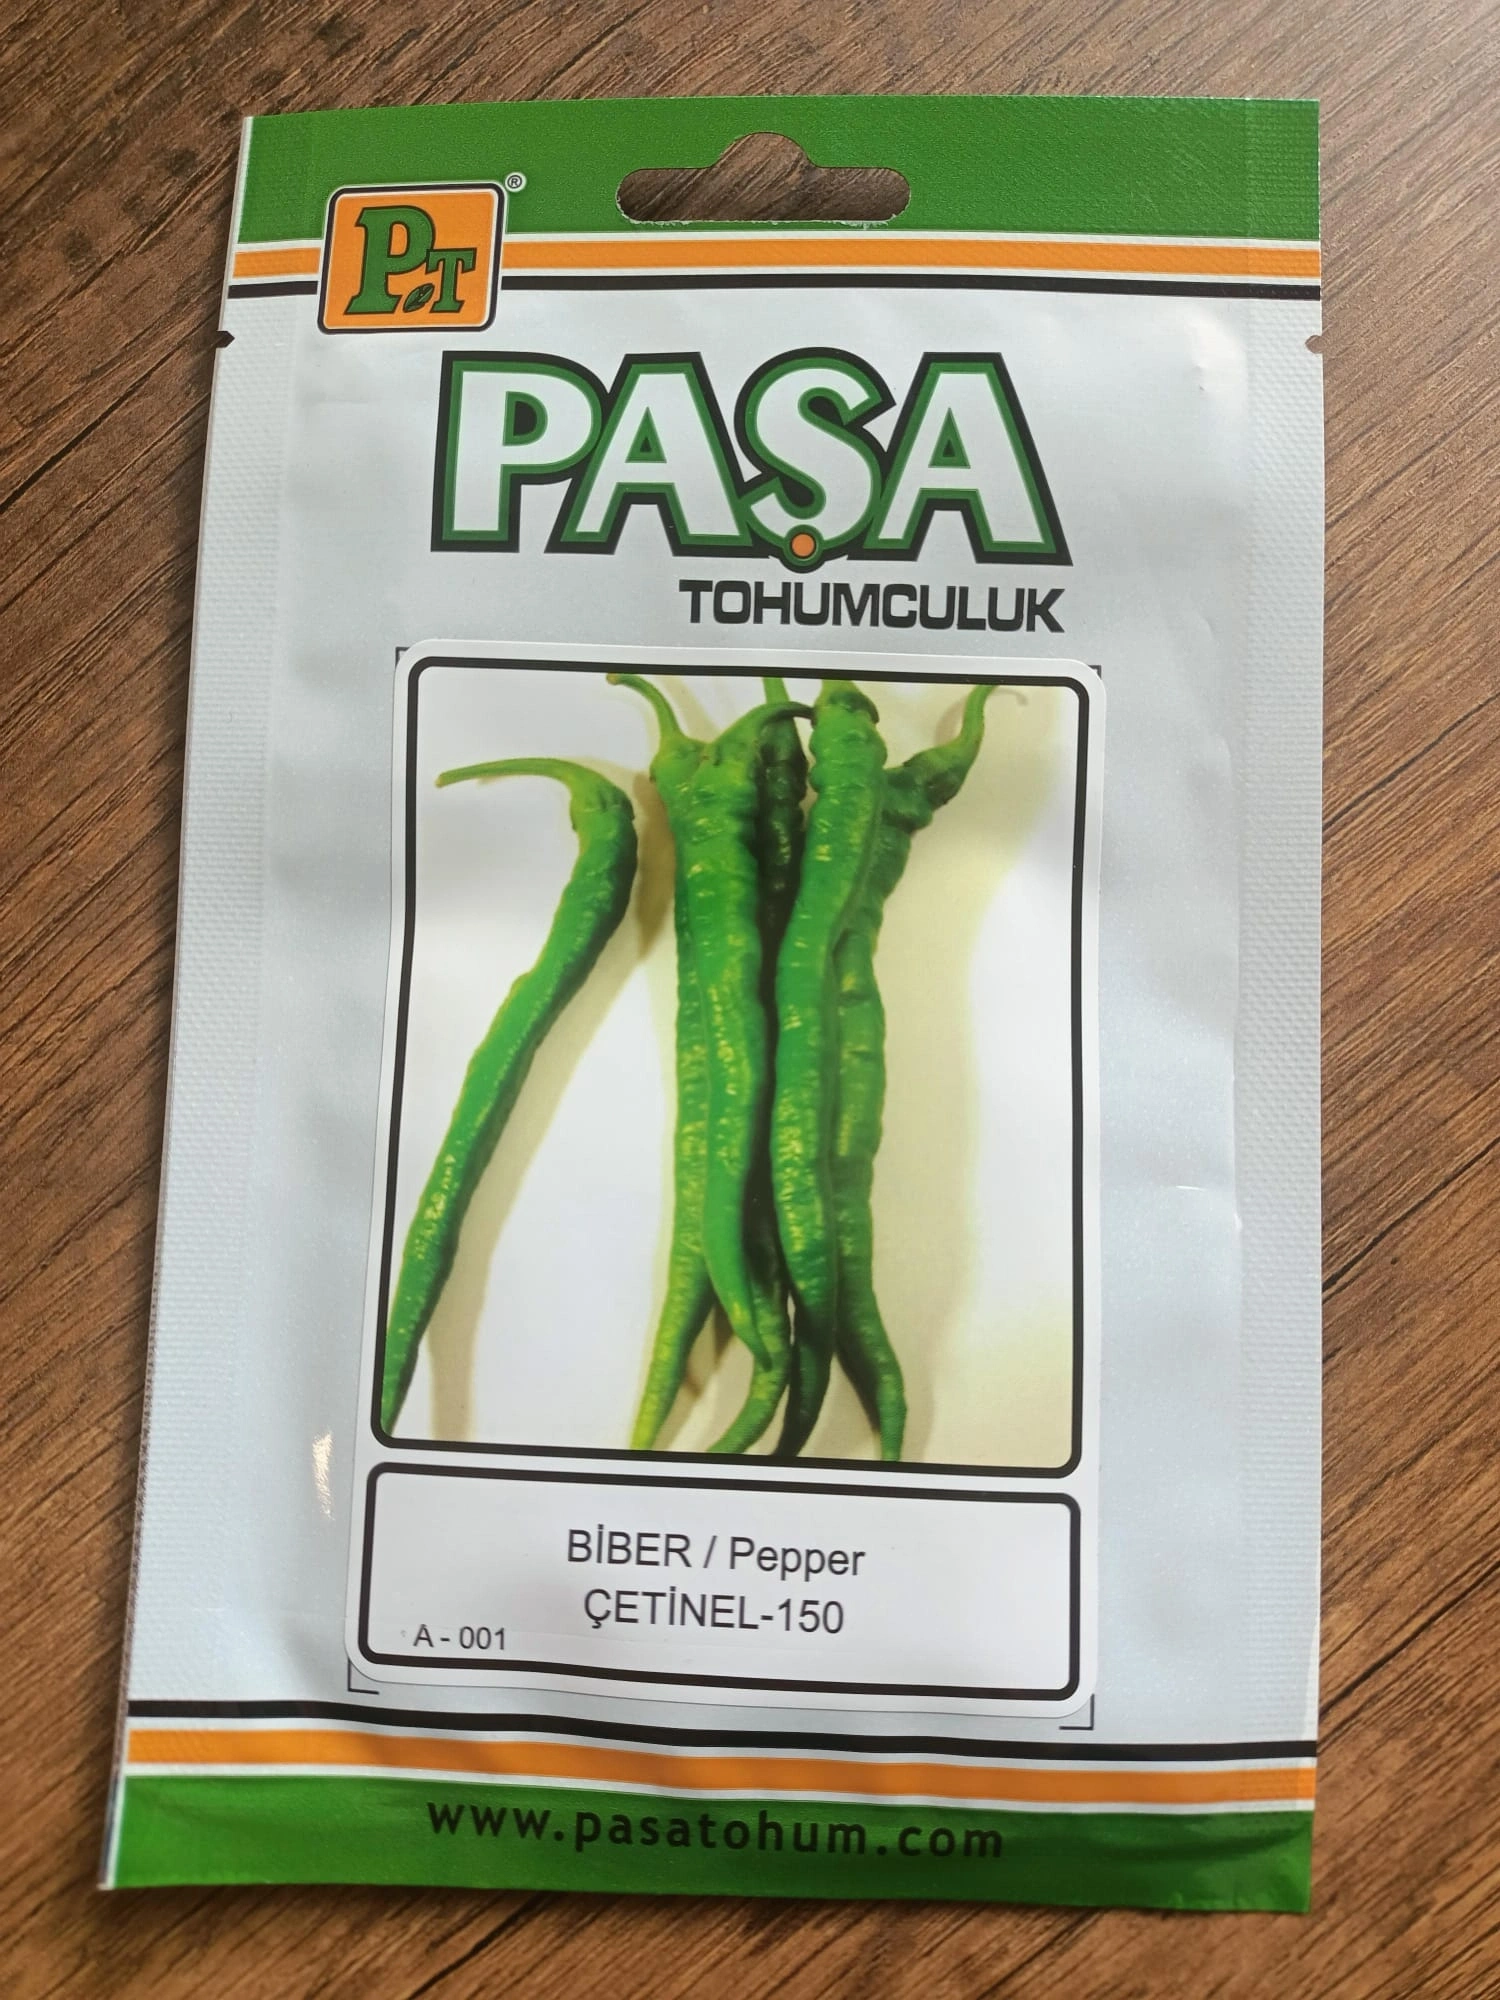 PT®
PAŞA
TOHUMCULUK
BİBER / Pepper
ÇETİNEL-150
A - 001
www.pasatohum.com